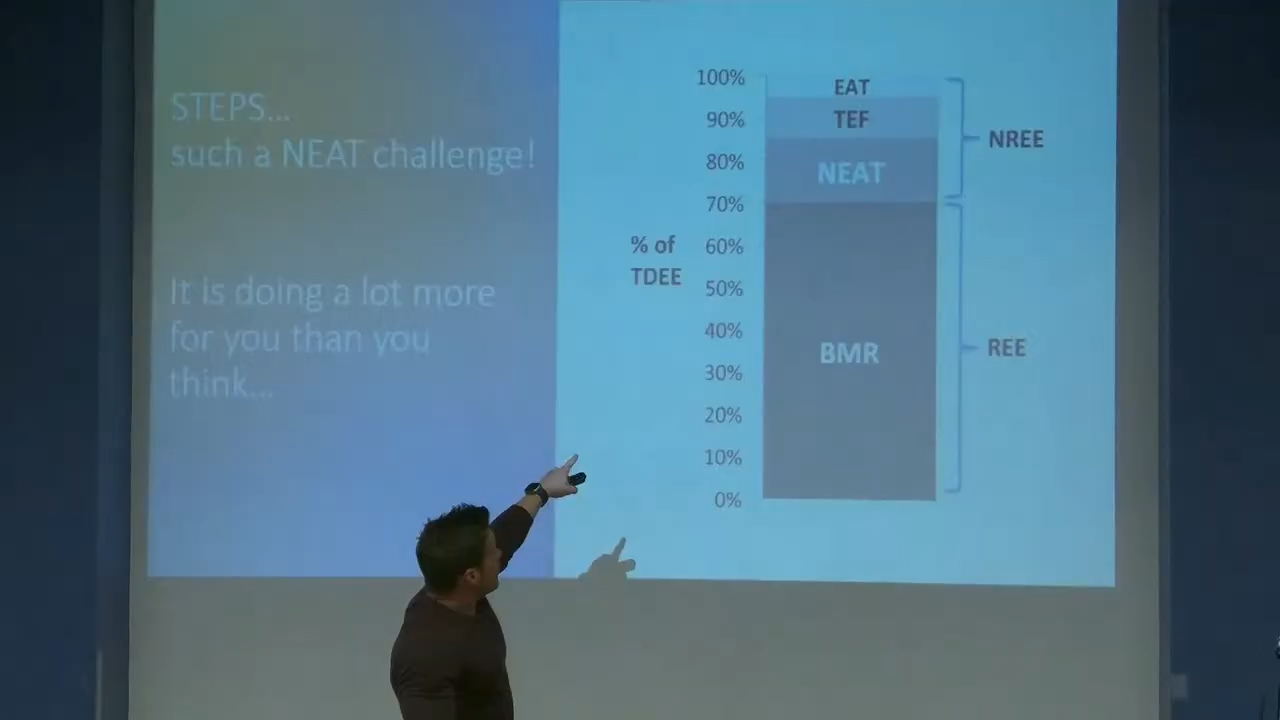 STEPS...
such a NEAT challenge!
It is doing a lot more
for you than you
think...
100%
90%
80%
70%
60%
50%
40%
30%
20%
10%
0%
% of
TDEE
EAT
TEF
NEAT
BMR
NREE
REE